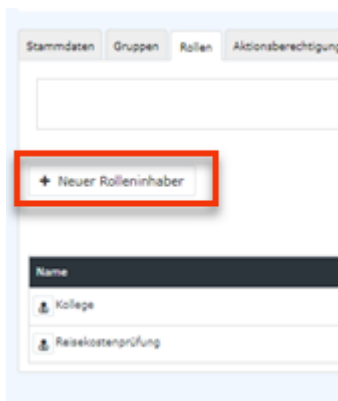 Stammdaten Gruppen Rollen Aktionsberechtigung
+ Neuer Rolleninhaber
Name
Kollege
Reisekostenprüfung